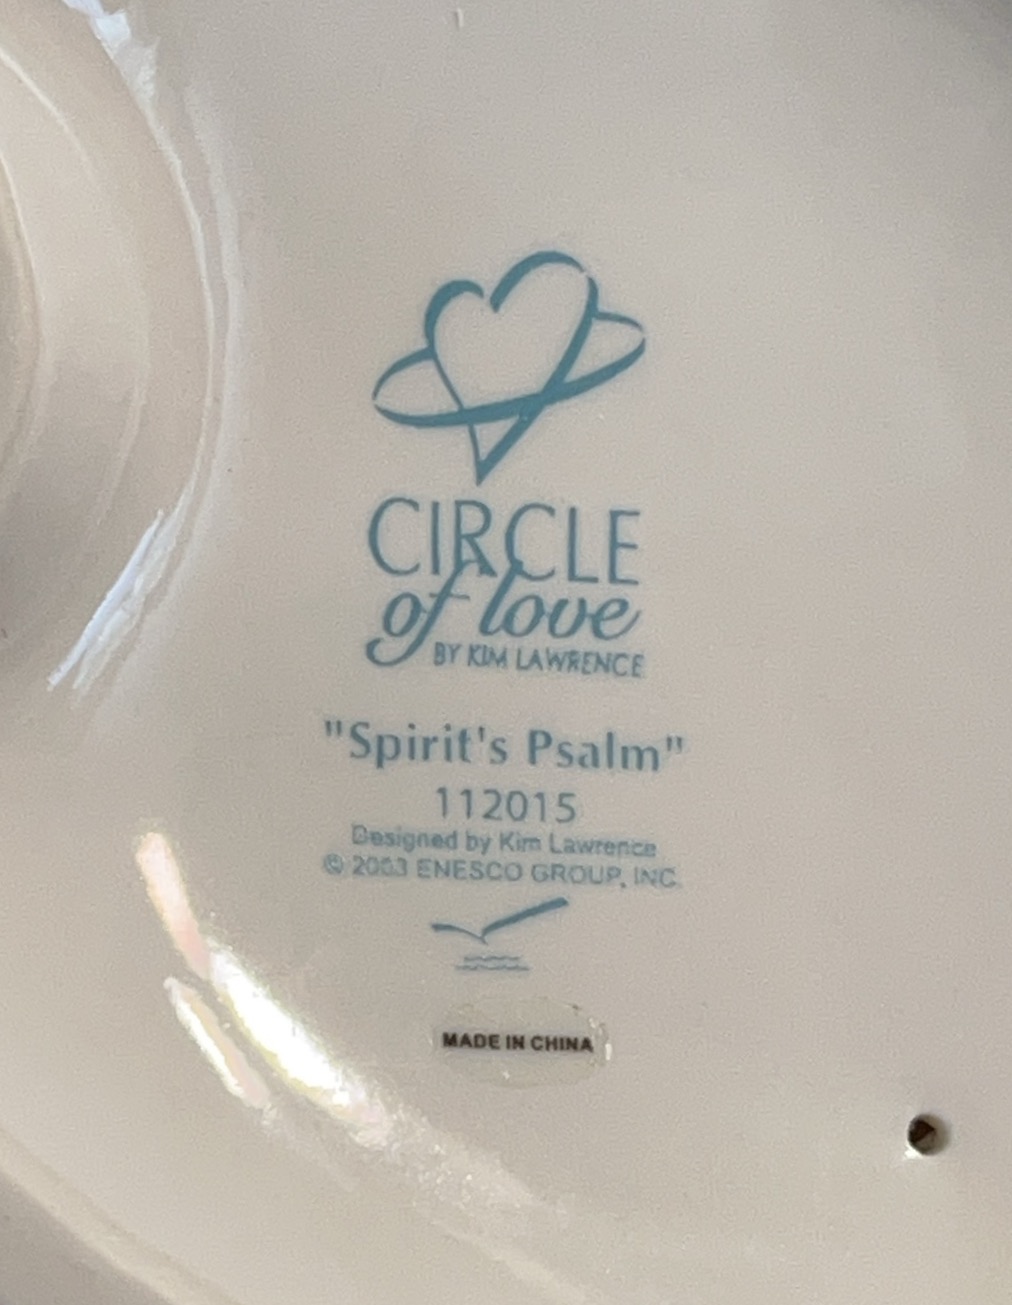 CIRCLE
of love
BY KIM LAWRENCE
"Spirit's Psalm"
112015
Designed by Kim Lawrence
© 2003 ENESCO GROUP, INC.
MADE IN CHINA